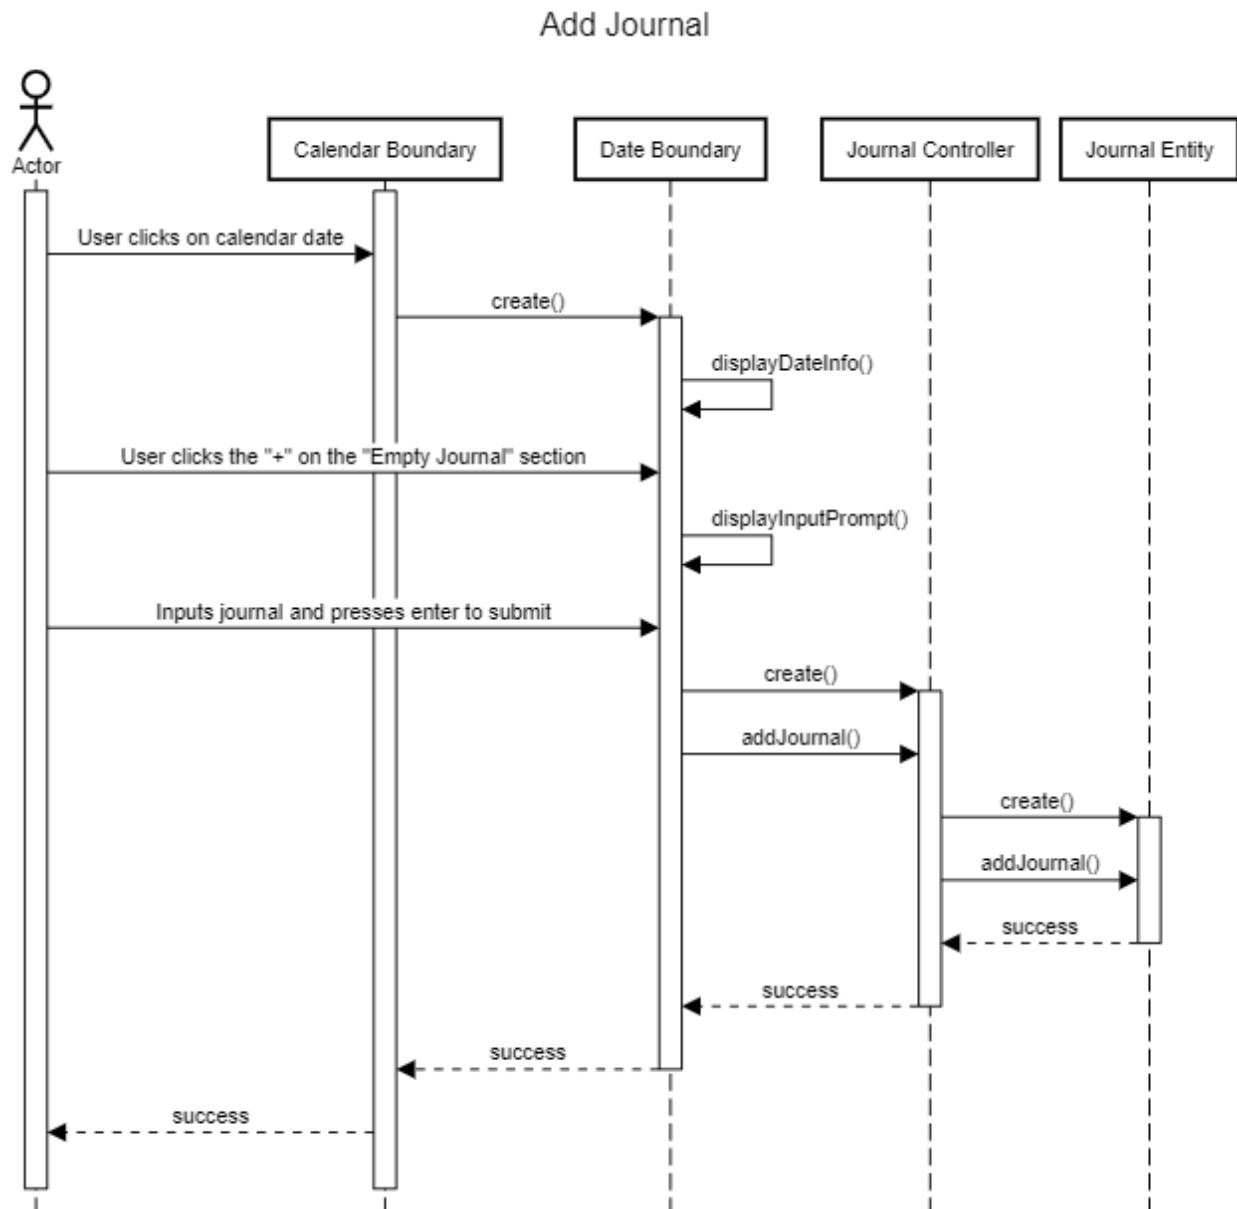 Add Journal
Actor
Calendar Boundary
Date Boundary
Journal Controller
Journal Entity
User clicks on calendar date
create()
displayDateInfo()
User clicks the "+" on the "Empty Journal" section
displayInputPrompt()
Inputs journal and presses enter to submit
create()
addJournal()
create()
addJournal()
success
success
success
success